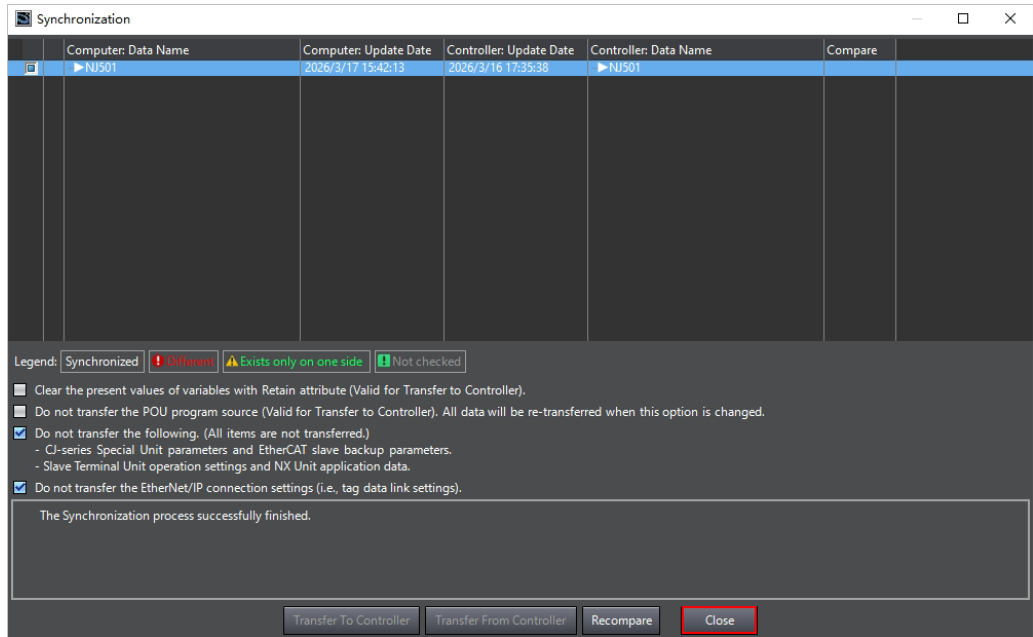 Synchronization
Computer: Data Name Computer: Update Date Controller: Update Date Controller: Data Name Compare
▶NJ501 2026/3/17 15:42:13 2026/3/16 17:35:38 ▶NJ501
Legend: Synchronized Different Exists only on one side Not checked
Clear the present values of variables with Retain attribute (Valid for Transfer to Controller).
Do not transfer the POU program source (Valid for Transfer to Controller). All data will be re-transferred when this option is changed.
Do not transfer the following. (All items are not transferred.)
- CJ-series Special Unit parameters and EtherCAT slave backup parameters.
- Slave Terminal Unit operation settings and NX Unit application data.
Do not transfer the EtherNet/IP connection settings (i.e., tag data link settings).
The Synchronization process successfully finished.
Transfer To Controller Transfer From Controller Recompare Close